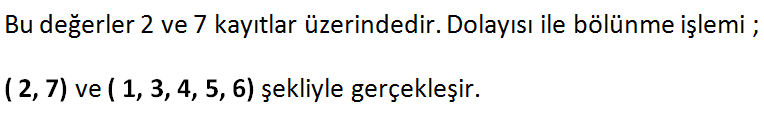 Bu değerler 2 ve 7 kayıtlar üzerindedir. Dolayısı ile bölünme işlemi ;
( 2, 7) ve ( 1, 3, 4, 5, 6) şekliyle gerçekleşir.